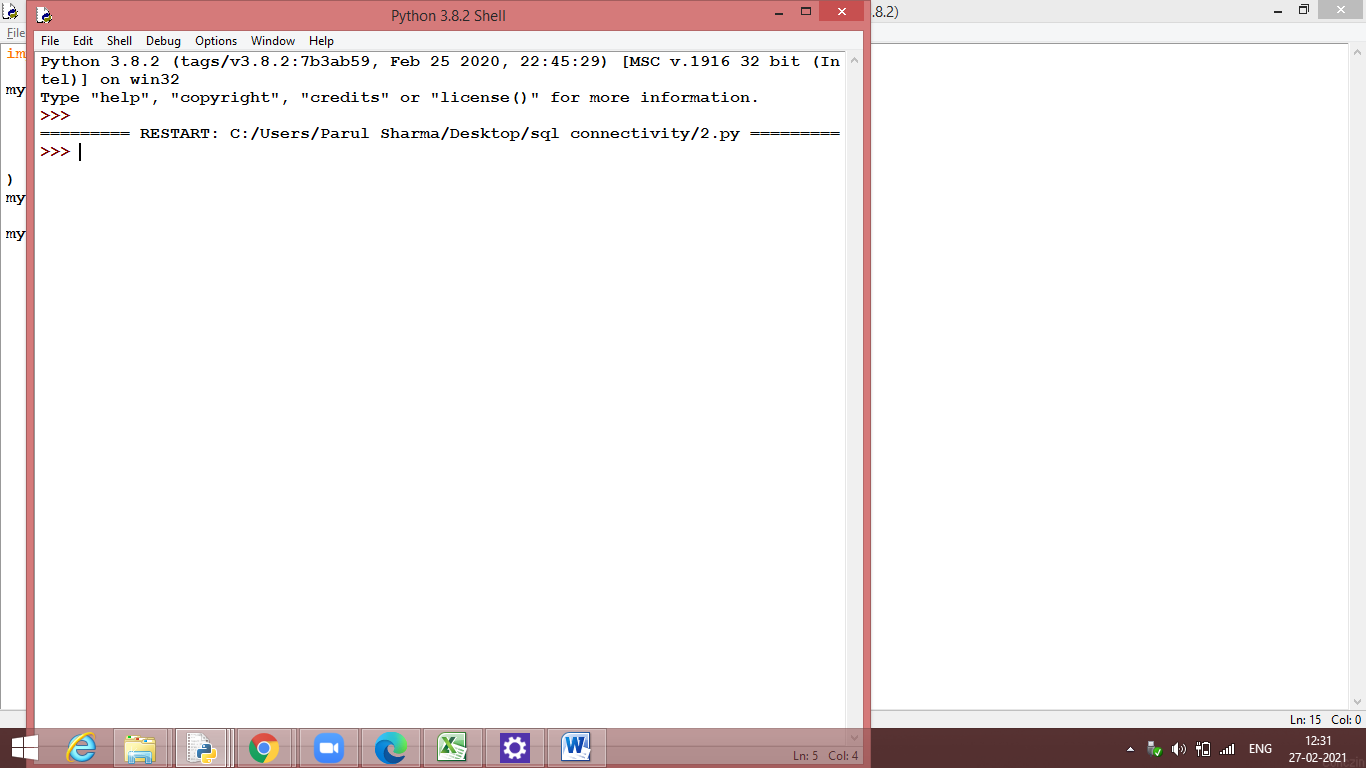 Python 3.8.2 Shell
.8.2)
File
File Edit Shell Debug Options Window Help
im
Python 3.8.2 (tags/v3.8.2:7b3ab59, Feb 25 2020, 22:45:29) [MSC v.1916 32 bit (In
tel)] on win32
my
Type "help", "copyright", "credits" or "license()" for more information.
>>>
========= RESTART: C:/Users/Parul Sharma/Desktop/sql connectivity/2.py =========
>>>
)
my
my
Ln: 15 Col: 0
Ln: 5 Col: 4
ENG
12:31
27-02-2021